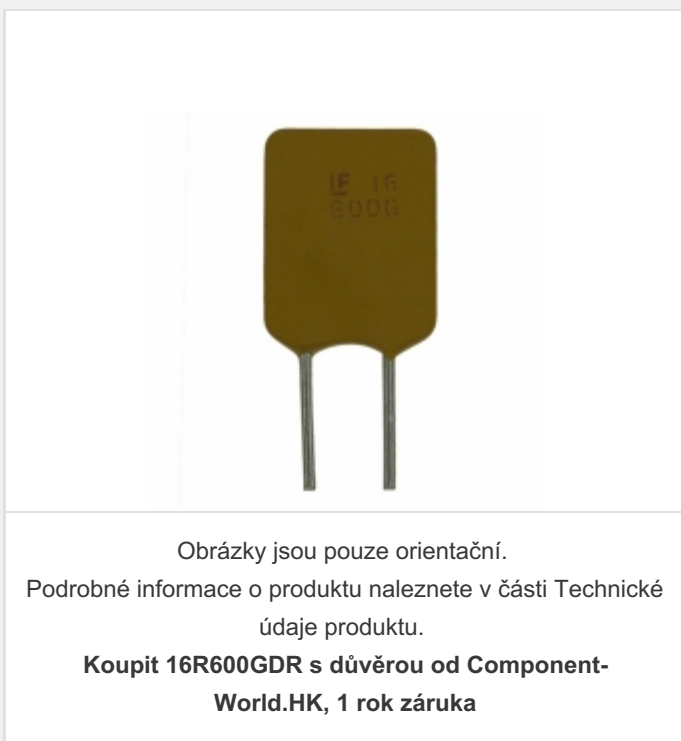 LF 16
600G
Obrázky jsou pouze orientační.
Podrobné informace o produktu naleznete v části Technické
údaje produktu.
Koupit 16R600GDR s důvěrou od Component-
World.HK, 1 rok záruka